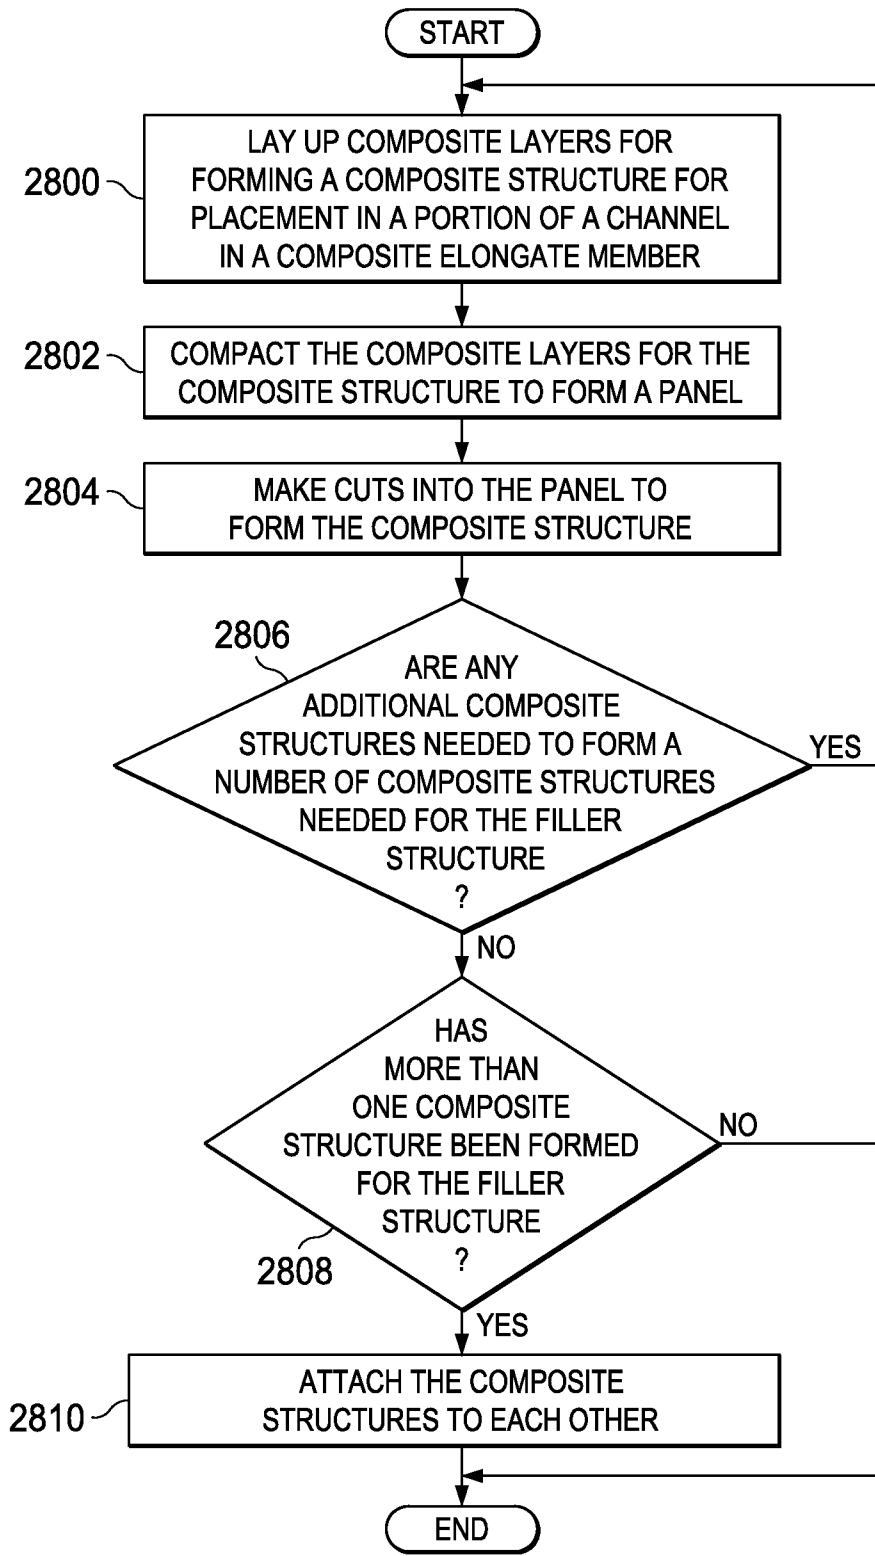 START
2800
LAY UP COMPOSITE LAYERS FOR
FORMING A COMPOSITE STRUCTURE FOR
PLACEMENT IN A PORTION OF A CHANNEL
IN A COMPOSITE ELONGATE MEMBER
2802
COMPACT THE COMPOSITE LAYERS FOR THE
COMPOSITE STRUCTURE TO FORM A PANEL
2804
MAKE CUTS INTO THE PANEL TO
FORM THE COMPOSITE STRUCTURE
2806
ARE ANY
ADDITIONAL COMPOSITE
STRUCTURES NEEDED TO FORM A
NUMBER OF COMPOSITE STRUCTURES
NEEDED FOR THE FILLER
STRUCTURE
?
YES
NO
HAS
MORE THAN
ONE COMPOSITE
STRUCTURE BEEN FORMED
FOR THE FILLER
STRUCTURE
?
NO
2808
YES
2810
ATTACH THE COMPOSITE
STRUCTURES TO EACH OTHER
END